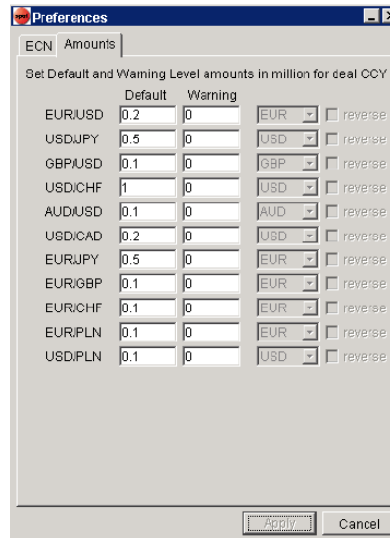 Preferences
ECN Amounts
Set Default and Warning Level amounts in million for deal CCY
Default Warning
EUR/USD 0.2 0 EUR reverse
USD/JPY 0.5 0 USD reverse
GBP/USD 0.1 0 GBP reverse
USD/CHF 1 0 USD reverse
AUD/USD 0.1 0 AUD reverse
USD/CAD 0.2 0 USD reverse
EUR/JPY 0.5 0 EUR reverse
EUR/GBP 0.1 0 EUR reverse
EUR/CHF 0.1 0 EUR reverse
EUR/PLN 0.1 0 EUR reverse
USD/PLN 0.1 0 USD reverse
Apply Cancel